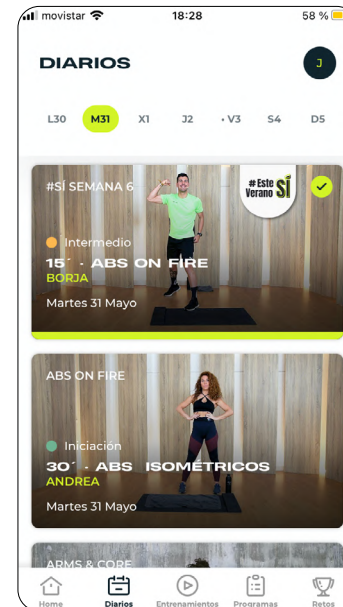 movistar 18:28 58 %
DIARIOS
J
L30 M31 X1 J2 • V3 S4 D5
#SÍ SEMANA 6
#Este
Verano SÍ
Intermedio
15´ - ABS ON FIRE
BORJA
Martes 31 Mayo
ABS ON FIRE
Iniciación
30´ - ABS ISOMÉTRICOS
ANDREA
Martes 31 Mayo
ARMS & CORE
Home Diarios Entrenamientos Programas Retos